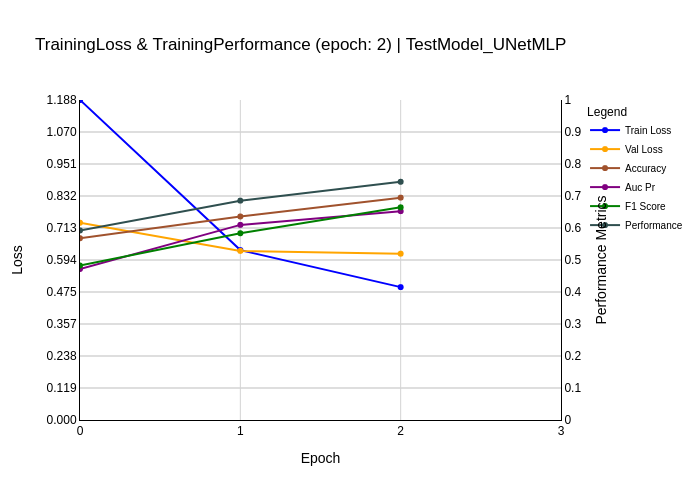 TrainingLoss & TrainingPerformance (epoch: 2) | TestModel_UNetMLP
1.188
1.070
0.951
0.832
0.713
0.594
0.475
0.357
0.238
0.119
0.000
Loss
0
1
2
3
Epoch
1
0.9
0.8
0.7
0.6
0.5
0.4
0.3
0.2
0.1
0
Performance Metrics
Legend
Train Loss
Val Loss
Accuracy
Auc Pr
F1 Score
Performance